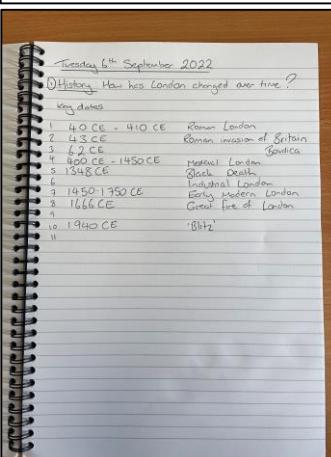 Tuesday 6th September 2022
① History How has London changed over time?
Key dates
1 40 CE - 410 CE Roman London
2 43 CE Roman invasion of Britain
3 62 CE Boudica
4 400 CE - 1450 CE Medieval London
5 1348 CE Black Death
6 Industrial London
7 1450-1750 CE Early Modern London
8 1666 CE Great Fire of London
9
10 1940 CE 'Blitz'
11